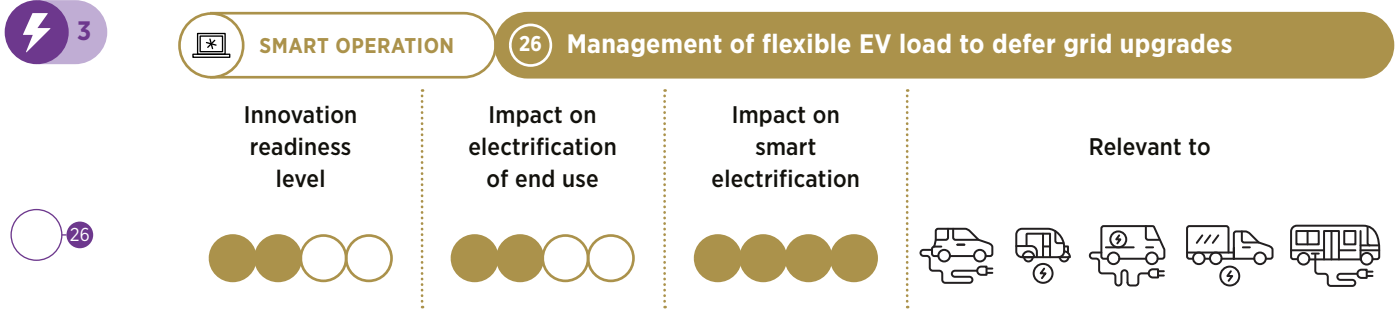 3
SMART OPERATION
26 Management of flexible EV load to defer grid upgrades
Innovation
readiness
level
Impact on
electrification
of end use
Impact on
smart
electrification
Relevant to
26